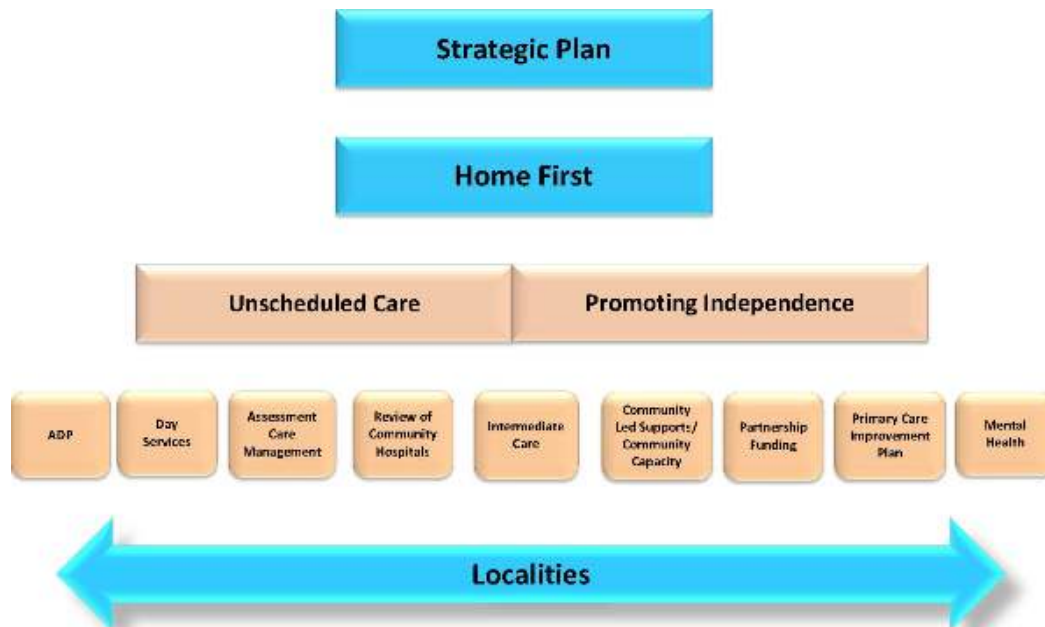 Strategic Plan
Home First
Unscheduled Care
Promoting Independence
ADP
Day
Services
Assessment
Care
Management
Review of
Community
Hospitals
Intermediate
Care
Community
Led Supports/
Community
Capacity
Partnership
Funding
Primary Care
Improvement
Plan
Mental
Health
Localities